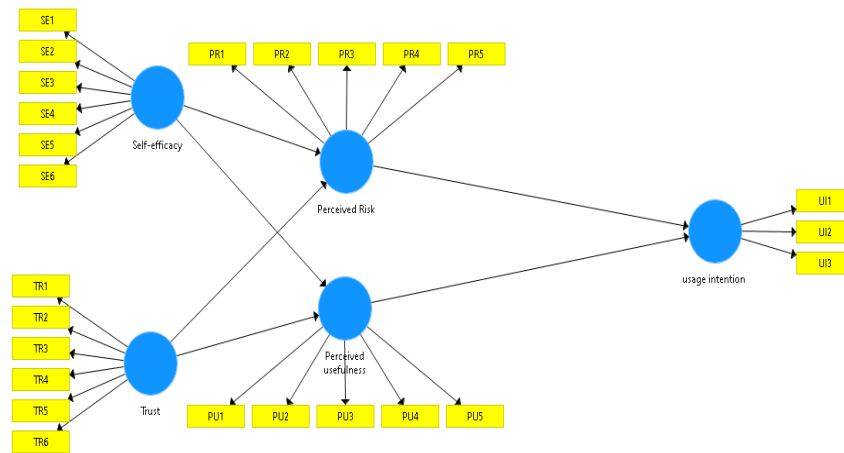 SE1
SE2
SE3
SE4
SE5
SE6
Self-efficacy
PR1 PR2 PR3 PR4 PR5
Perceived Risk
UI1
UI2
UI3
usage intention
TR1
TR2
TR3
TR4
TR5
TR6
Trust
Perceived
usefulness
PU1 PU2 PU3 PU4 PU5